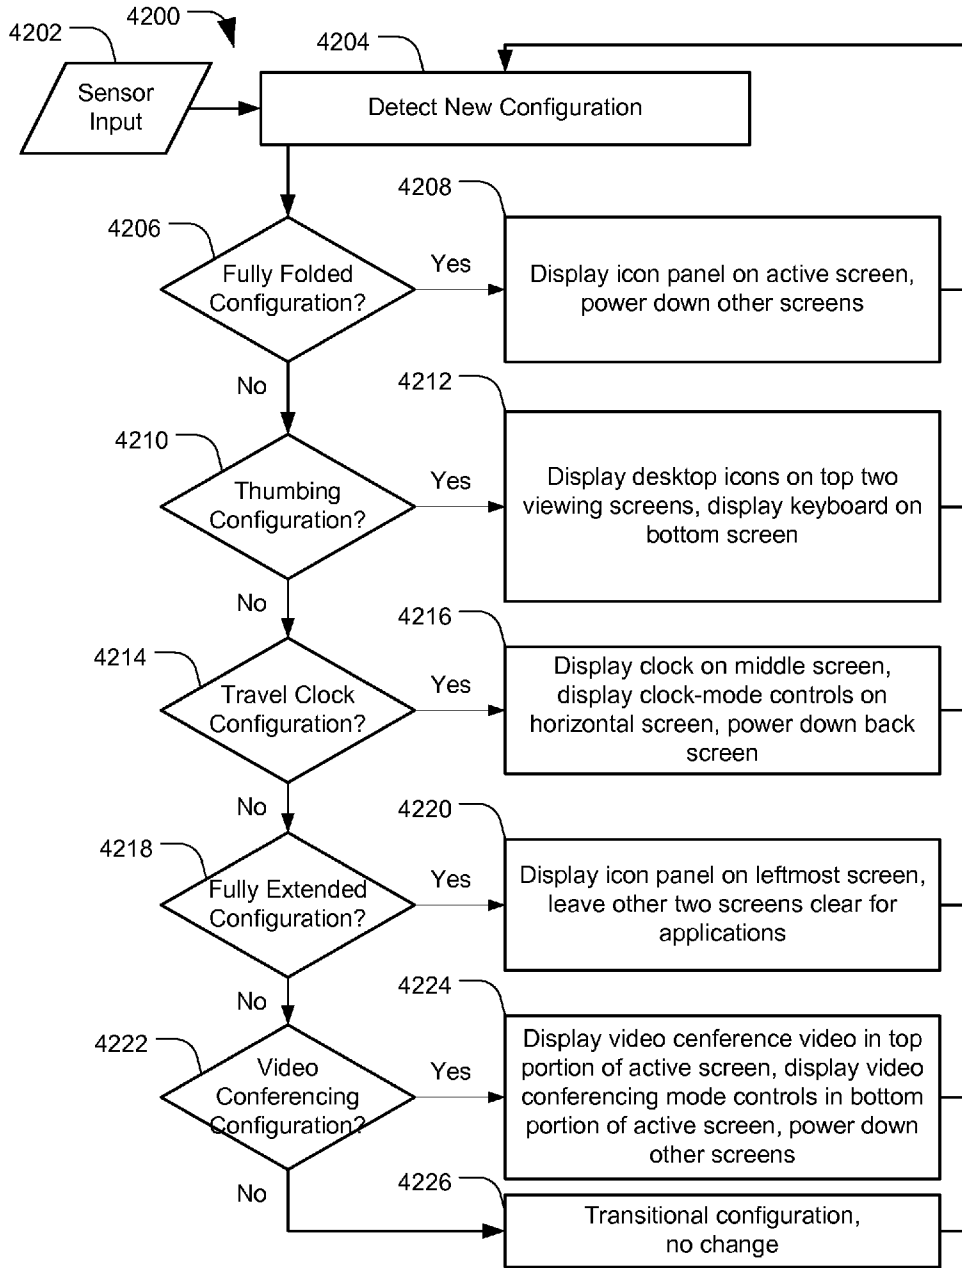 4200
4202
Sensor
Input
4204
Detect New Configuration
4206
Fully Folded
Configuration?
Yes
4208
Display icon panel on active screen,
power down other screens
No
4210
Thumbing
Configuration?
Yes
4212
Display desktop icons on top two
viewing screens, display keyboard on
bottom screen
No
4214
Travel Clock
Configuration?
Yes
4216
Display clock on middle screen,
display clock-mode controls on
horizontal screen, power down back
screen
No
4218
Fully Extended
Configuration?
Yes
4220
Display icon panel on leftmost screen,
leave other two screens clear for
applications
No
4222
Video
Conferencing
Configuration?
Yes
4224
Display video cenference video in top
portion of active screen, display video
conferencing mode controls in bottom
portion of active screen, power down
other screens
No
4226
Transitional configuration,
no change